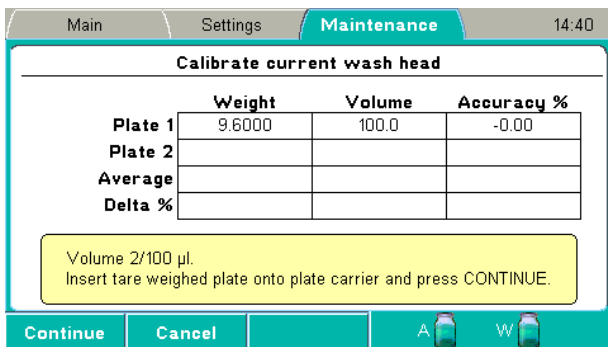 Main Settings Maintenance 14:40
Calibrate current wash head
Weight Volume Accuracy %
Plate 1 9.6000 100.0 -0.00
Plate 2
Average
Delta %
Volume 2/100 µl.
Insert tare weighed plate onto plate carrier and press CONTINUE.
Continue Cancel A W